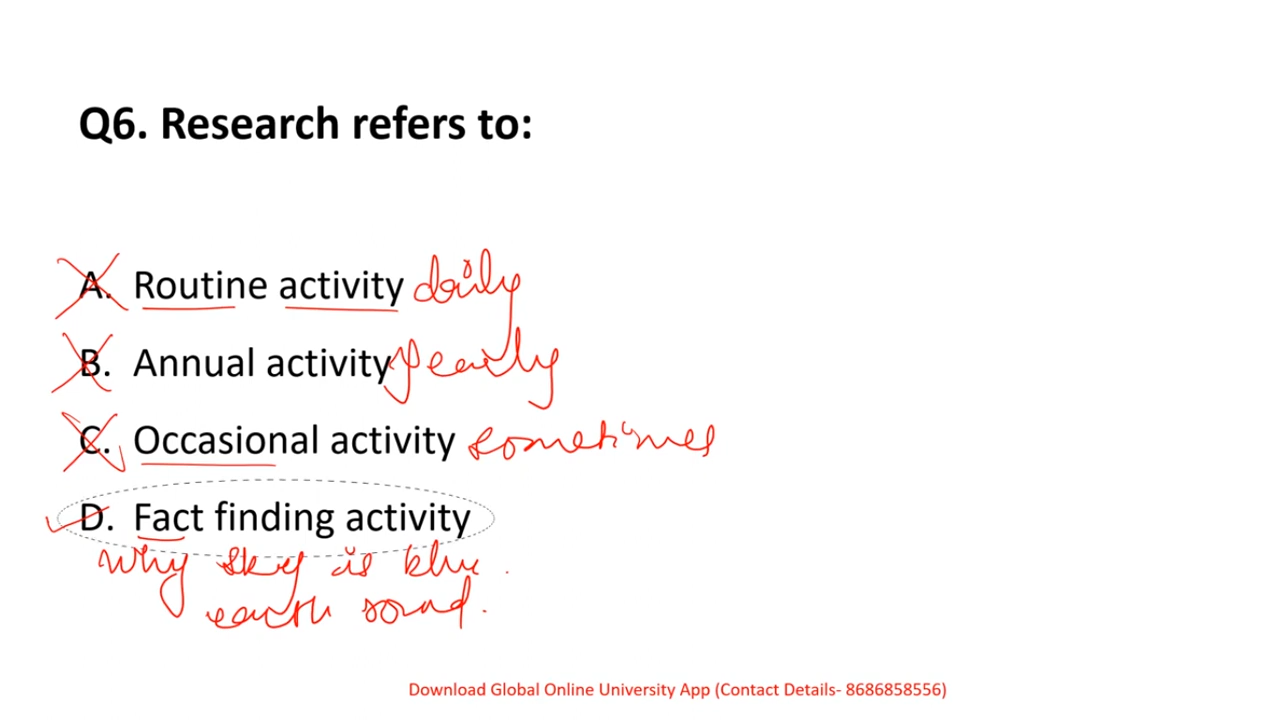 Q6. Research refers to:
A. Routine activity daily
B. Annual activity yearly
C. Occasional activity sometimes
D. Fact finding activity
Why sky is blue.
earth round.
Download Global Online University App (Contact Details- 8686858556)